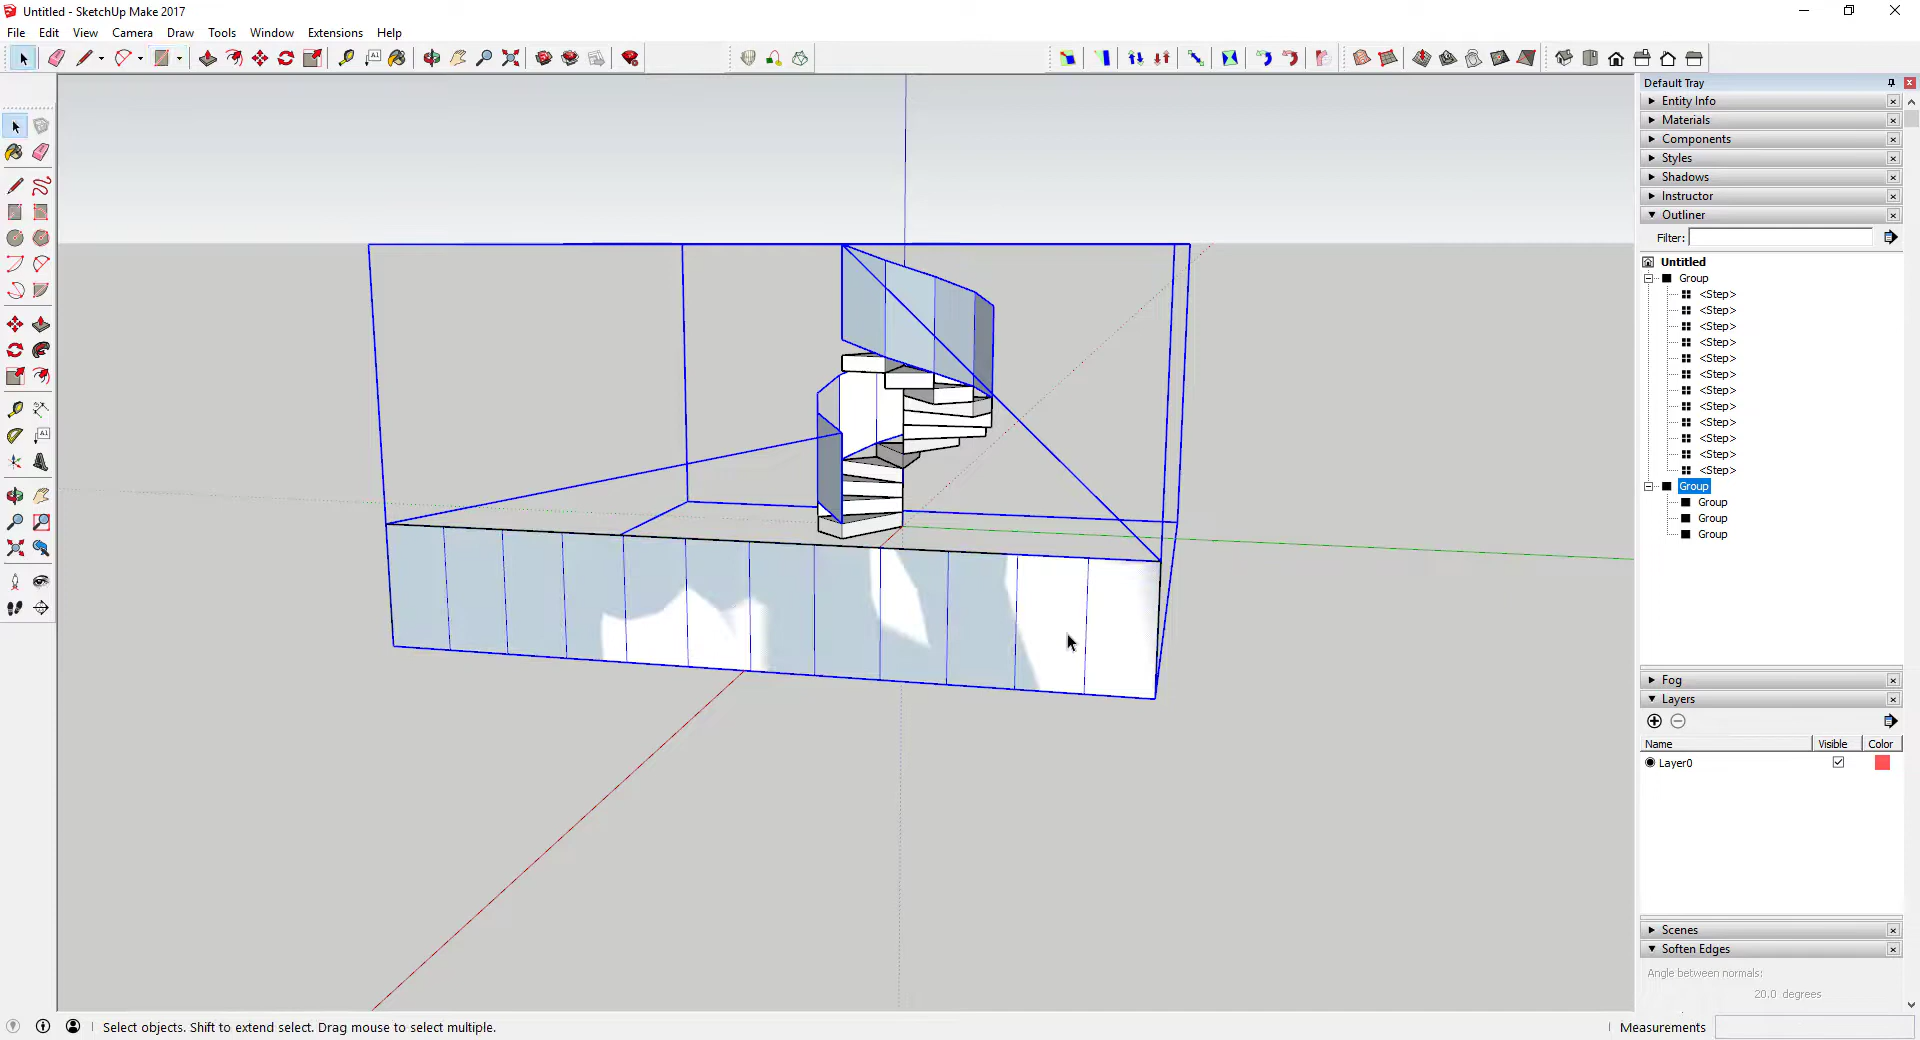 Untitled - SketchUp Make 2017
File Edit View Camera Draw Tools Window Extensions Help
Default Tray
Entity Info
Materials
Components
Styles
Shadows
Instructor
Outliner
Filter:
Untitled
Group
<Step>
<Step>
<Step>
<Step>
<Step>
<Step>
<Step>
<Step>
<Step>
<Step>
<Step>
<Step>
Group
Group
Group
Group
Fog
Layers
Name Visible Color
Layer0
Scenes
Soften Edges
Angle between normals:
20.0 degrees
Select objects. Shift to extend select. Drag mouse to select multiple.
Measurements